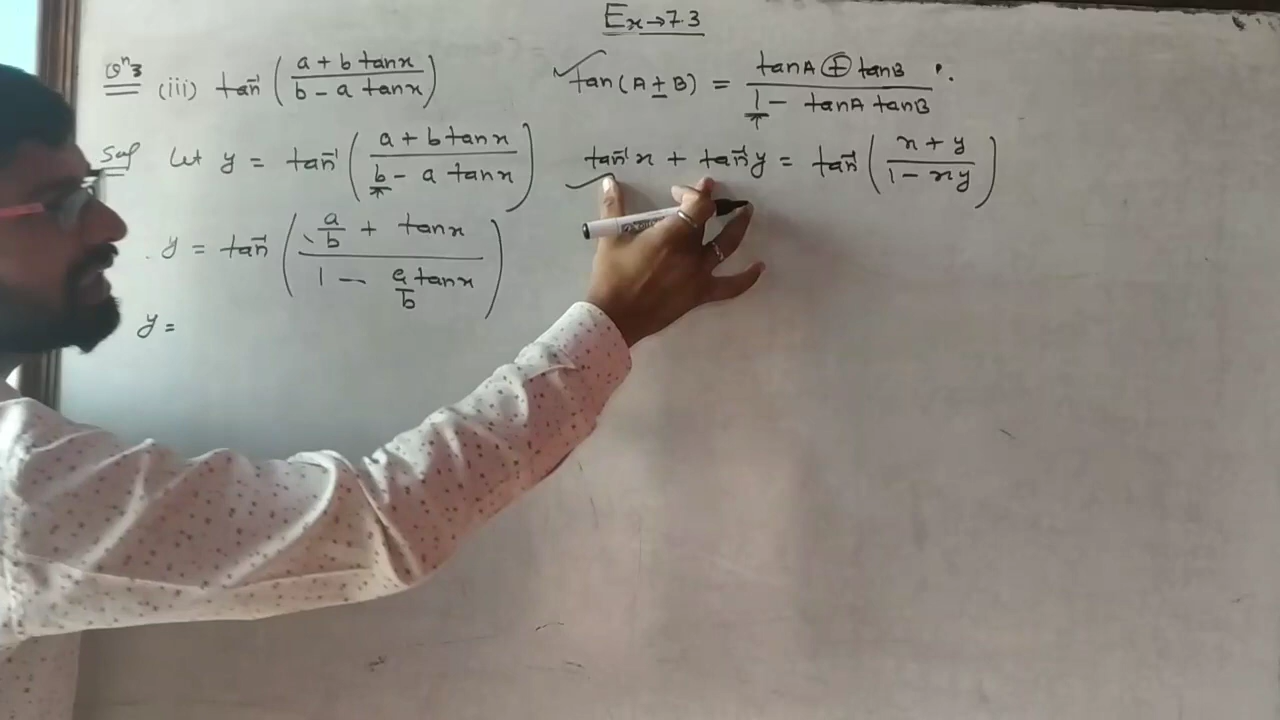 Ex→7.3
Qⁿ3 (iii) tan⁻¹ ( (a + b tanx) / (b - a tanx) )
tan(A ± B) = (tanA + tanB) / (1 - tanA tanB)
Sol Let y = tan⁻¹ ( (a + b tanx) / (b - a tanx) )
tan⁻¹x + tan⁻¹y = tan⁻¹ ( (x + y) / (1 - xy) )
y = tan⁻¹ ( (a/b + tanx) / (1 - a/b tanx) )
y =